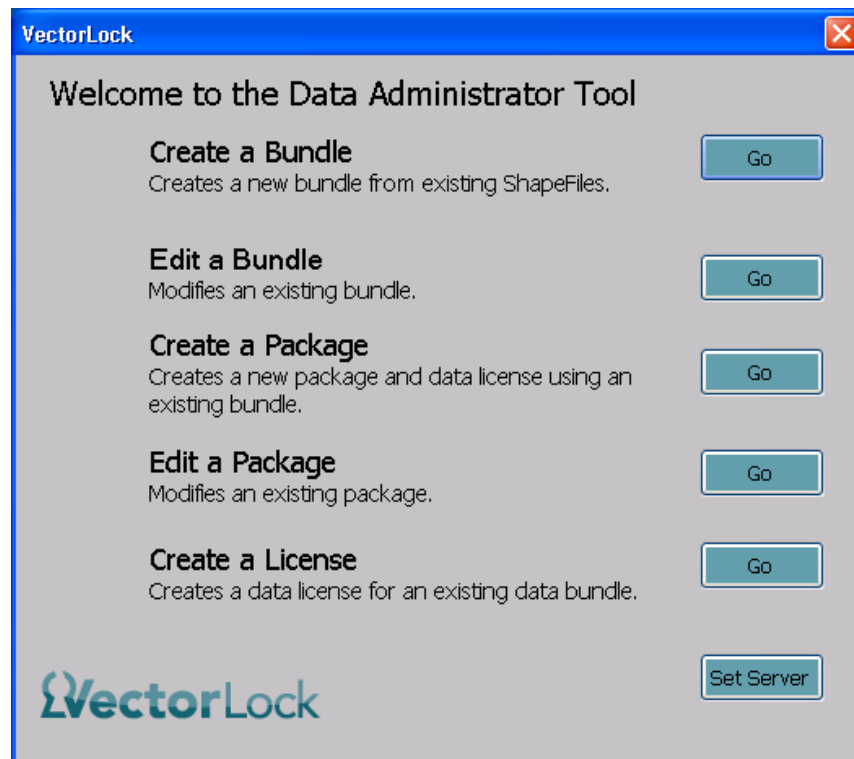 VectorLock
Welcome to the Data Administrator Tool
Create a Bundle
Go
Creates a new bundle from existing ShapeFiles.
Edit a Bundle
Go
Modifies an existing bundle.
Create a Package
Go
Creates a new package and data license using an
existing bundle.
Edit a Package
Go
Modifies an existing package.
Create a License
Go
Creates a data license for an existing data bundle.
Set Server
VectorLock